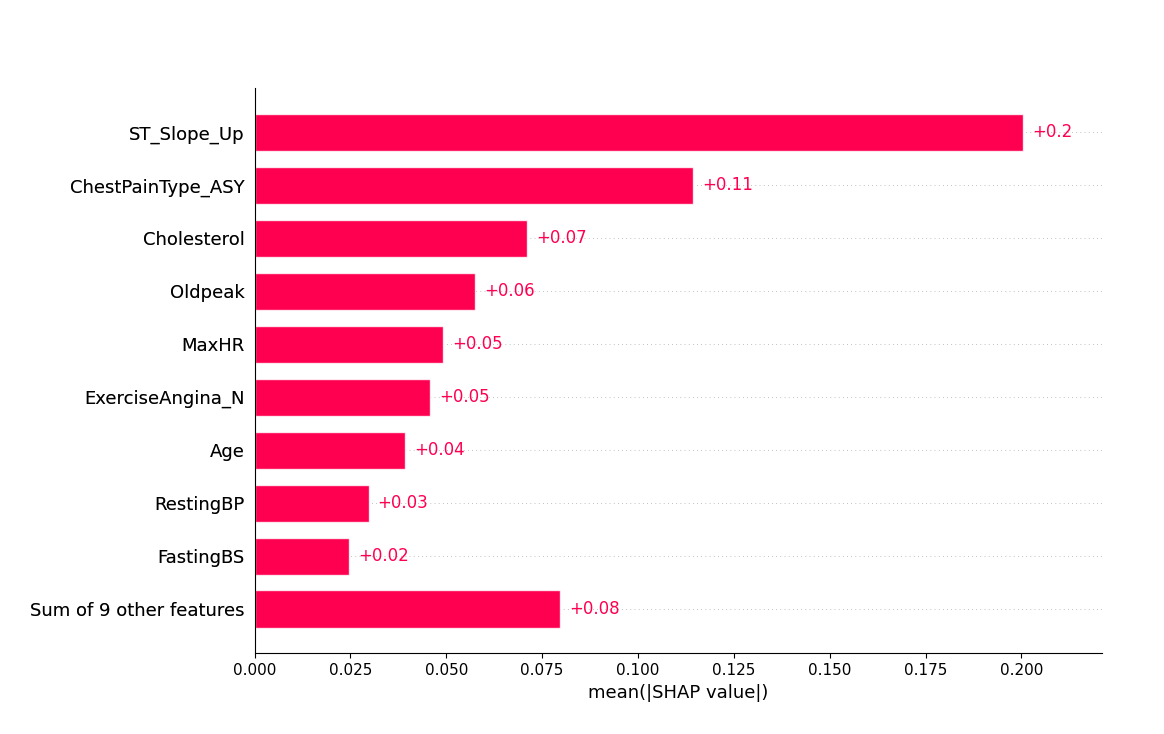 ST_Slope_Up +0.2
ChestPainType_ASY +0.11
Cholesterol +0.07
Oldpeak +0.06
MaxHR +0.05
ExerciseAngina_N +0.05
Age +0.04
RestingBP +0.03
FastingBS +0.02
Sum of 9 other features +0.08
0.000 0.025 0.050 0.075 0.100 0.125 0.150 0.175 0.200
mean(|SHAP value|)